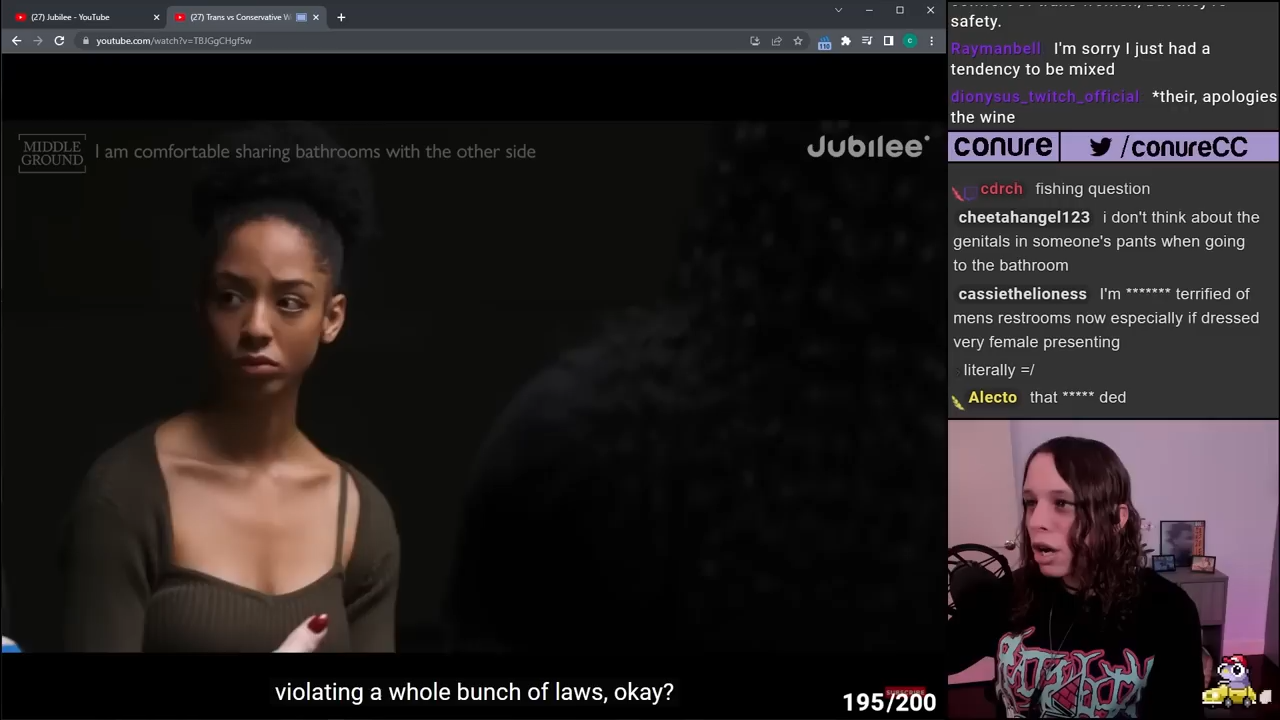 (27) Jubilee - YouTube
(27) Trans vs Conservative W
youtube.com/watch?v=TBJGgCHgf5w
MIDDLE
GROUND
I am comfortable sharing bathrooms with the other side
Jubilee
violating a whole bunch of laws, okay?
SUBSCRIBE
195/200
safety.
Raymanbell I'm sorry I just had a
tendency to be mixed
dionysus_twitch_official *their, apologies
the wine
conure
/conureCC
cdrch fishing question
cheetahangel123 i don't think about the
genitals in someone's pants when going
to the bathroom
cassiethelioness I'm ******* terrified of
mens restrooms now especially if dressed
very female presenting
literally =/
Alecto that ***** ded